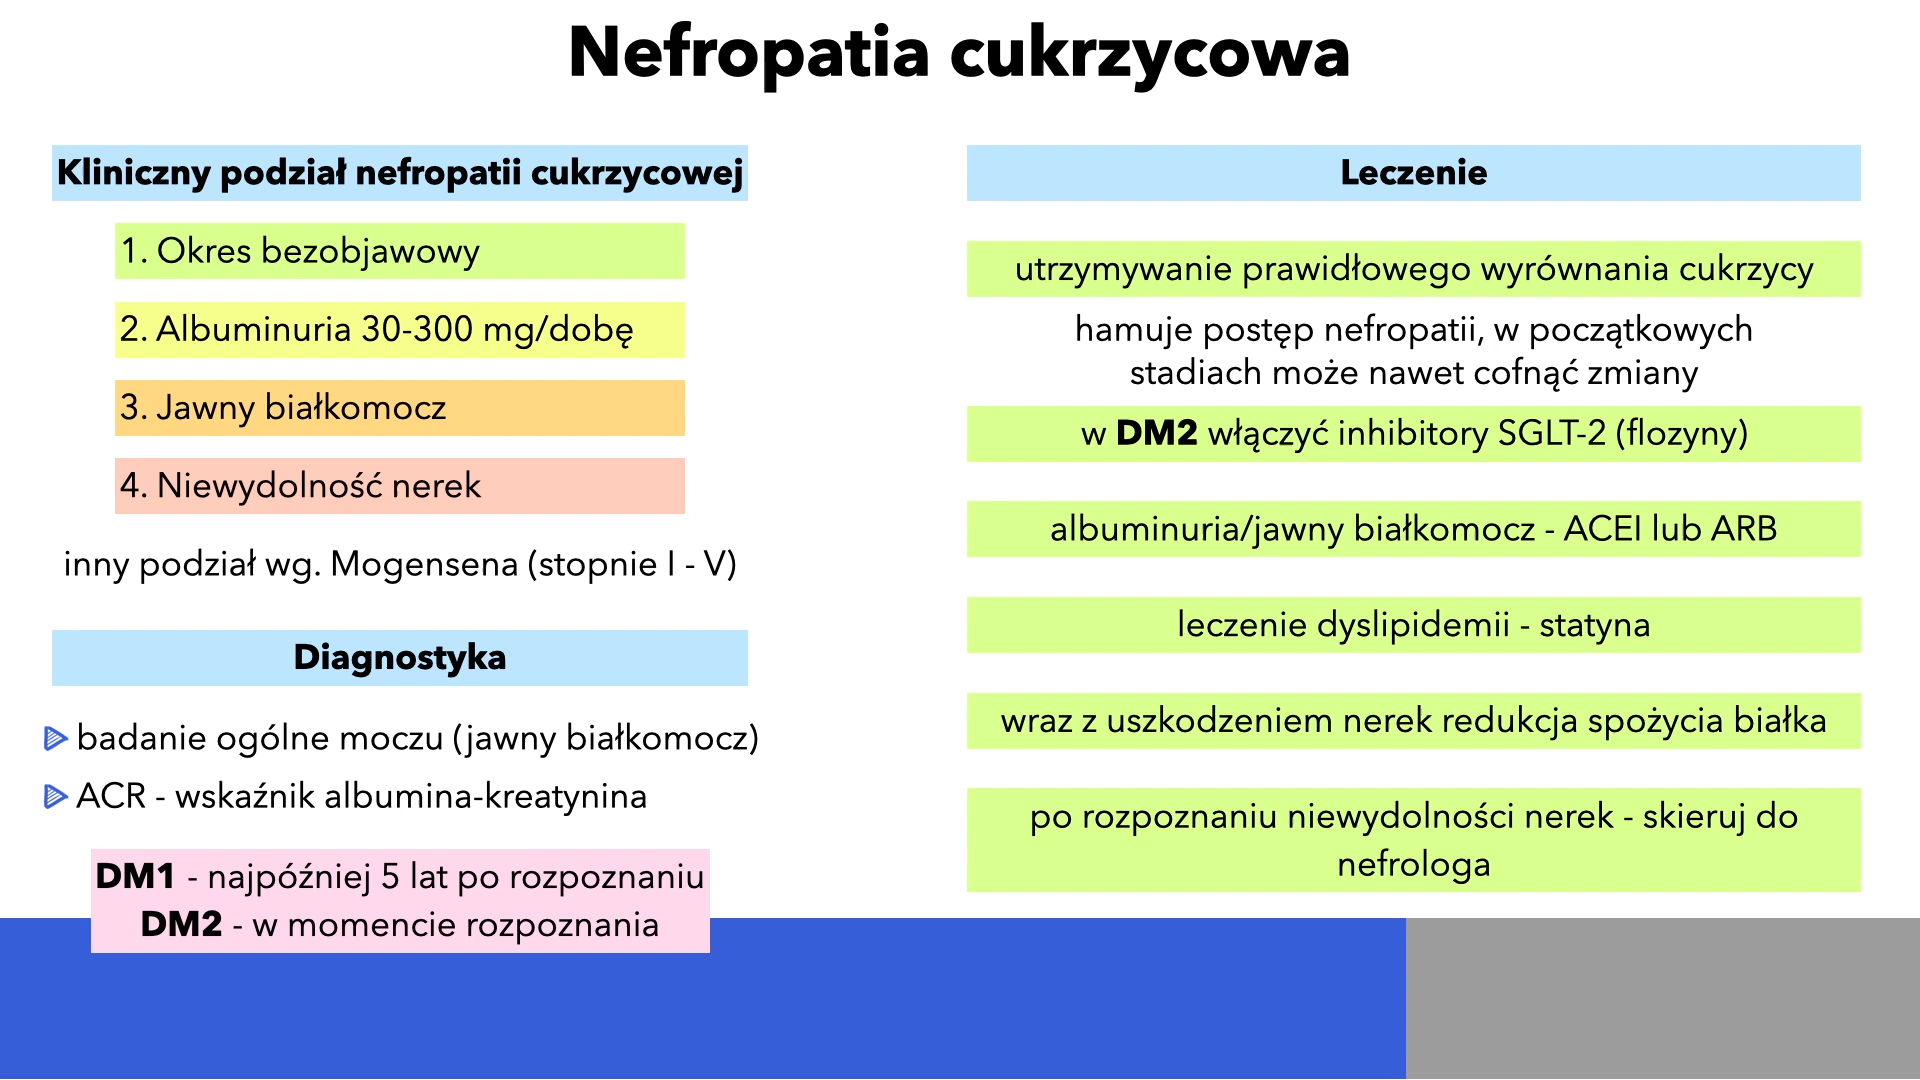 Nefropatia cukrzycowa
Kliniczny podział nefropatii cukrzycowej
1. Okres bezobjawowy
2. Albuminuria 30-300 mg/dobę
3. Jawny białkomocz
4. Niewydolność nerek
inny podział wg. Mogensena (stopnie I - V)
Diagnostyka
badanie ogólne moczu (jawny białkomocz)
ACR - wskaźnik albumina-kreatynina
DM1 - najpóźniej 5 lat po rozpoznaniu
DM2 - w momencie rozpoznania
Leczenie
utrzymywanie prawidłowego wyrównania cukrzycy
hamuje postęp nefropatii, w początkowych
stadiach może nawet cofnąć zmiany
w DM2 włączyć inhibitory SGLT-2 (flozyny)
albuminuria/jawny białkomocz - ACEI lub ARB
leczenie dyslipidemii - statyna
wraz z uszkodzeniem nerek redukcja spożycia białka
po rozpoznaniu niewydolności nerek - skieruj do
nefrologa